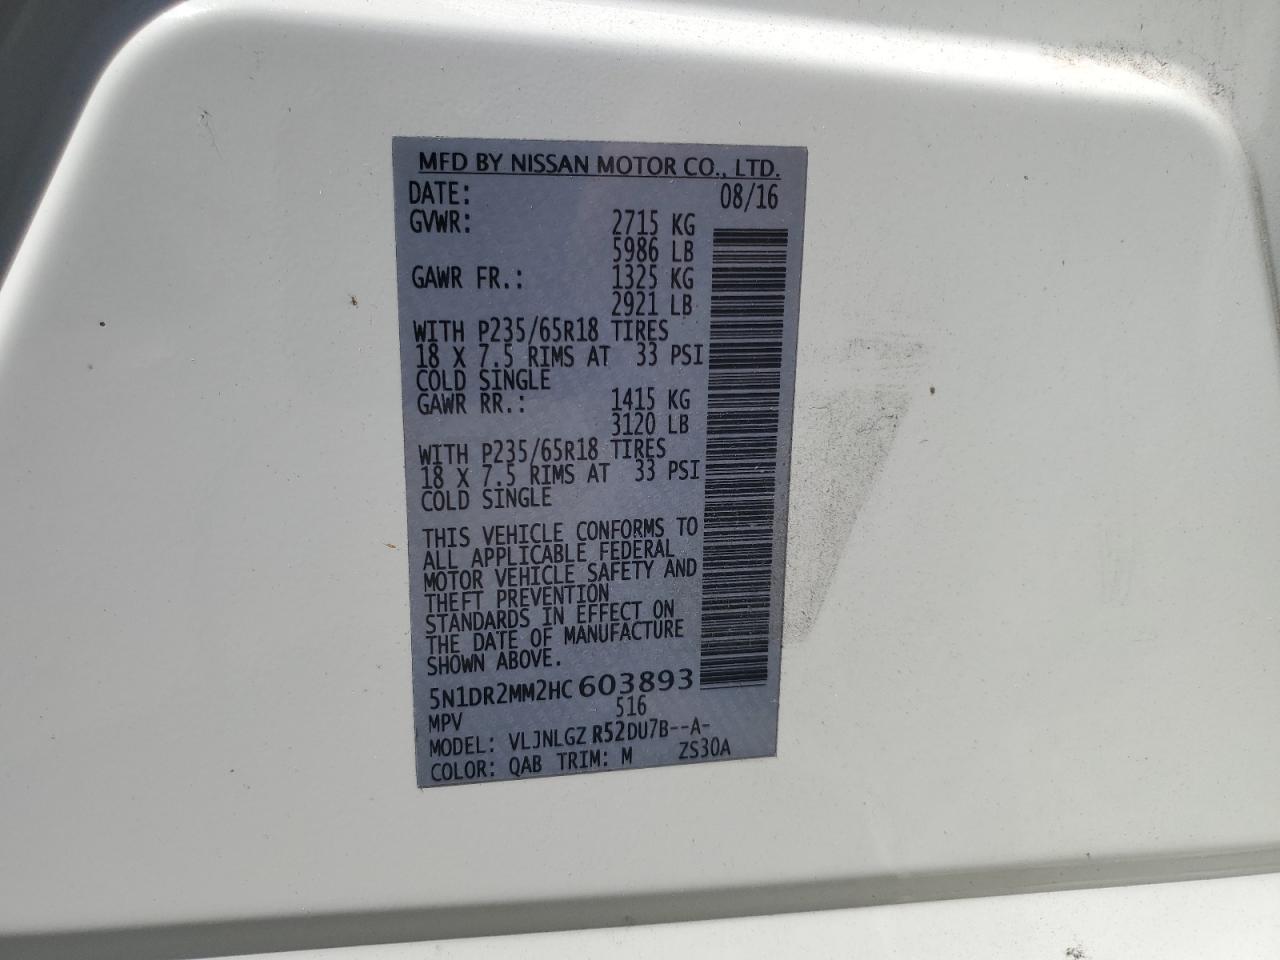 MFD BY NISSAN MOTOR CO., LTD.
DATE: 08/16
GVWR: 2715 KG
5986 LB
GAWR FR.: 1325 KG
2921 LB
WITH P235/65R18 TIRES
18 X 7.5 RIMS AT 33 PSI
COLD SINGLE
GAWR RR.: 1415 KG
3120 LB
WITH P235/65R18 TIRES
18 X 7.5 RIMS AT 33 PSI
COLD SINGLE
THIS VEHICLE CONFORMS TO
ALL APPLICABLE FEDERAL
MOTOR VEHICLE SAFETY AND
THEFT PREVENTION
STANDARDS IN EFFECT ON
THE DATE OF MANUFACTURE
SHOWN ABOVE.
5N1DR2MM2HC 603893
MPV 516
MODEL: VLJNLGZ R52DU7B--A-
COLOR: QAB TRIM: M ZS30A